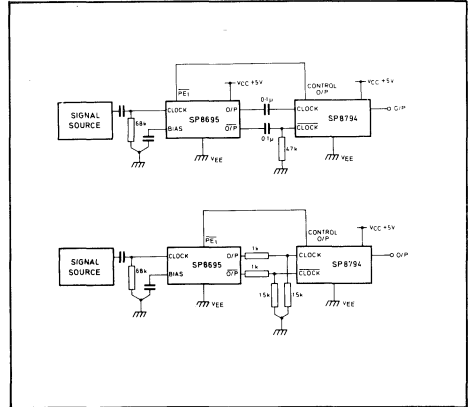 VCC +5V
VCC +5V
PE1
CONTROL
O/P
0·1µ
SIGNAL
SOURCE
CLOCK
O/P
CLOCK
O/P
SP8695
SP8794
68k
BIAS
O/P
CLOCK
0·1µ
VEE
47k
VEE
VCC +5V
PE1
CONTROL
O/P
1k
SIGNAL
SOURCE
CLOCK
O/P
CLOCK
O/P
SP8695
1k
SP8794
68k
BIAS
O/P
CLOCK
VEE
15k
15k
VEE